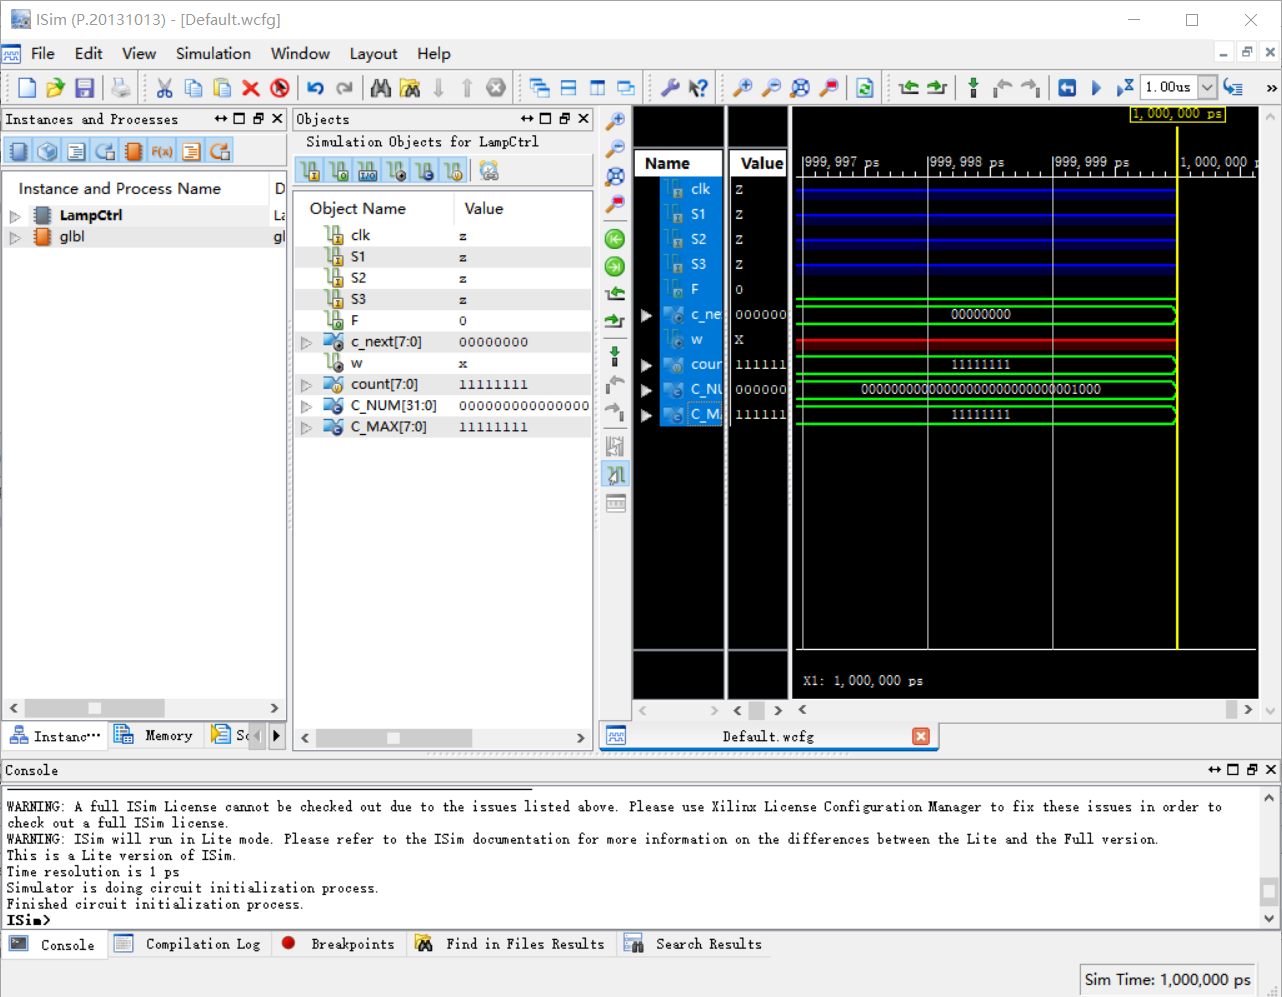 ISim (P.20131013) - [Default.wcfg]
File Edit View Simulation Window Layout Help
1.00us
»
Instances and Processes
F(x)
Instance and Process Name D
LampCtrl La
glbl gl
Instanc···
Memory
Objects
Simulation Objects for LampCtrl
Object Name Value
clk z
S1 z
S2 z
S3 z
F 0
c_next[7:0] 00000000
w x
count[7:0] 11111111
C_NUM[31:0] 000000000000000
C_MAX[7:0] 11111111
1,000,000 ps
Name Value
999,997 ps 999,998 ps 999,999 ps 1,000,000
clk z
S1 z
S2 z
S3 z
F 0
c_ne 000000 00000000
w x
cour 111111 11111111
C_NU 000000 00000000000000000000000000001000
C_MA 111111 11111111
X1: 1,000,000 ps
Default.wcfg
Console
WARNING: A full ISim License cannot be checked out due to the issues listed above. Please use Xilinx License Configuration Manager to fix these issues in order to
check out a full ISim license.
WARNING: ISim will run in Lite mode. Please refer to the ISim documentation for more information on the differences between the Lite and the Full version.
This is a Lite version of ISim.
Time resolution is 1 ps
Simulator is doing circuit initialization process.
Finished circuit initialization process.
ISim>
Console Compilation Log Breakpoints Find in Files Results Search Results
Sim Time: 1,000,000 ps